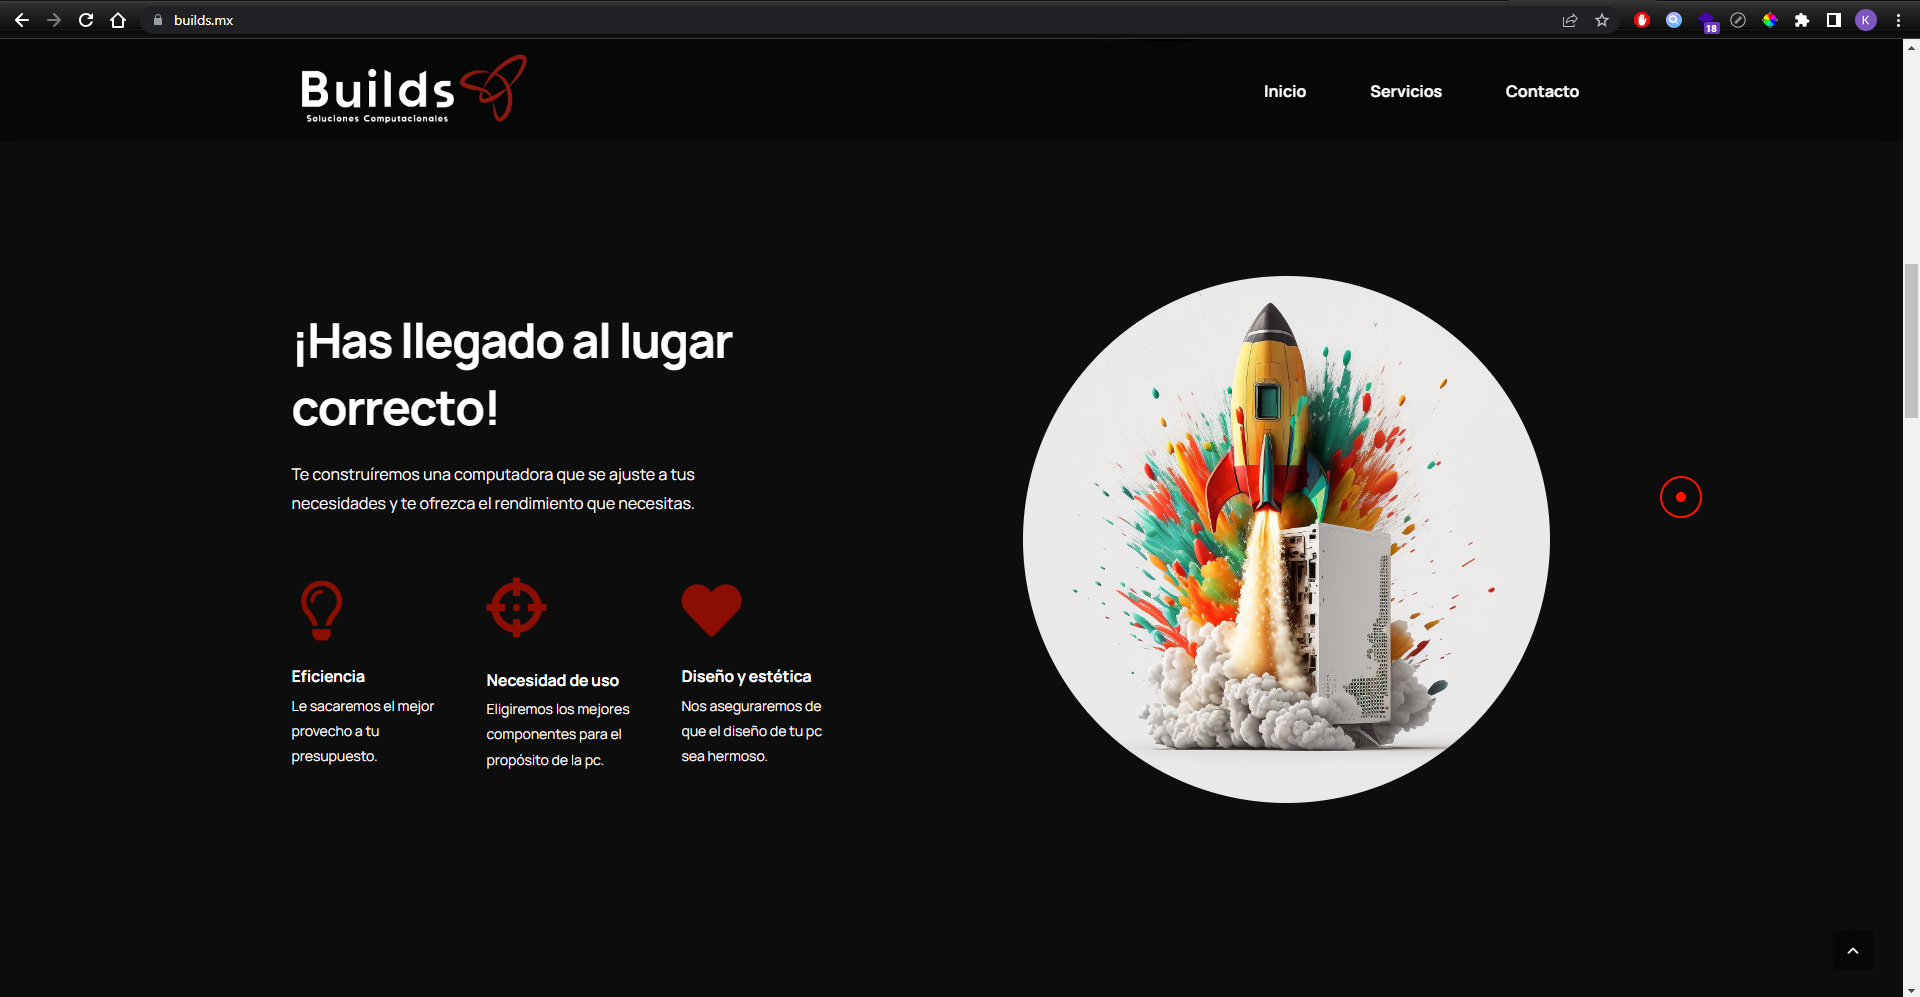 builds.mx
18
K
Builds
Soluciones Computacionales
Inicio Servicios Contacto
¡Has llegado al lugar
correcto!
Te construíremos una computadora que se ajuste a tus
necesidades y te ofrezca el rendimiento que necesitas.
Eficiencia
Le sacaremos el mejor
provecho a tu
presupuesto.
Necesidad de uso
Eligiremos los mejores
componentes para el
propósito de la pc.
Diseño y estética
Nos aseguraremos de
que el diseño de tu pc
sea hermoso.